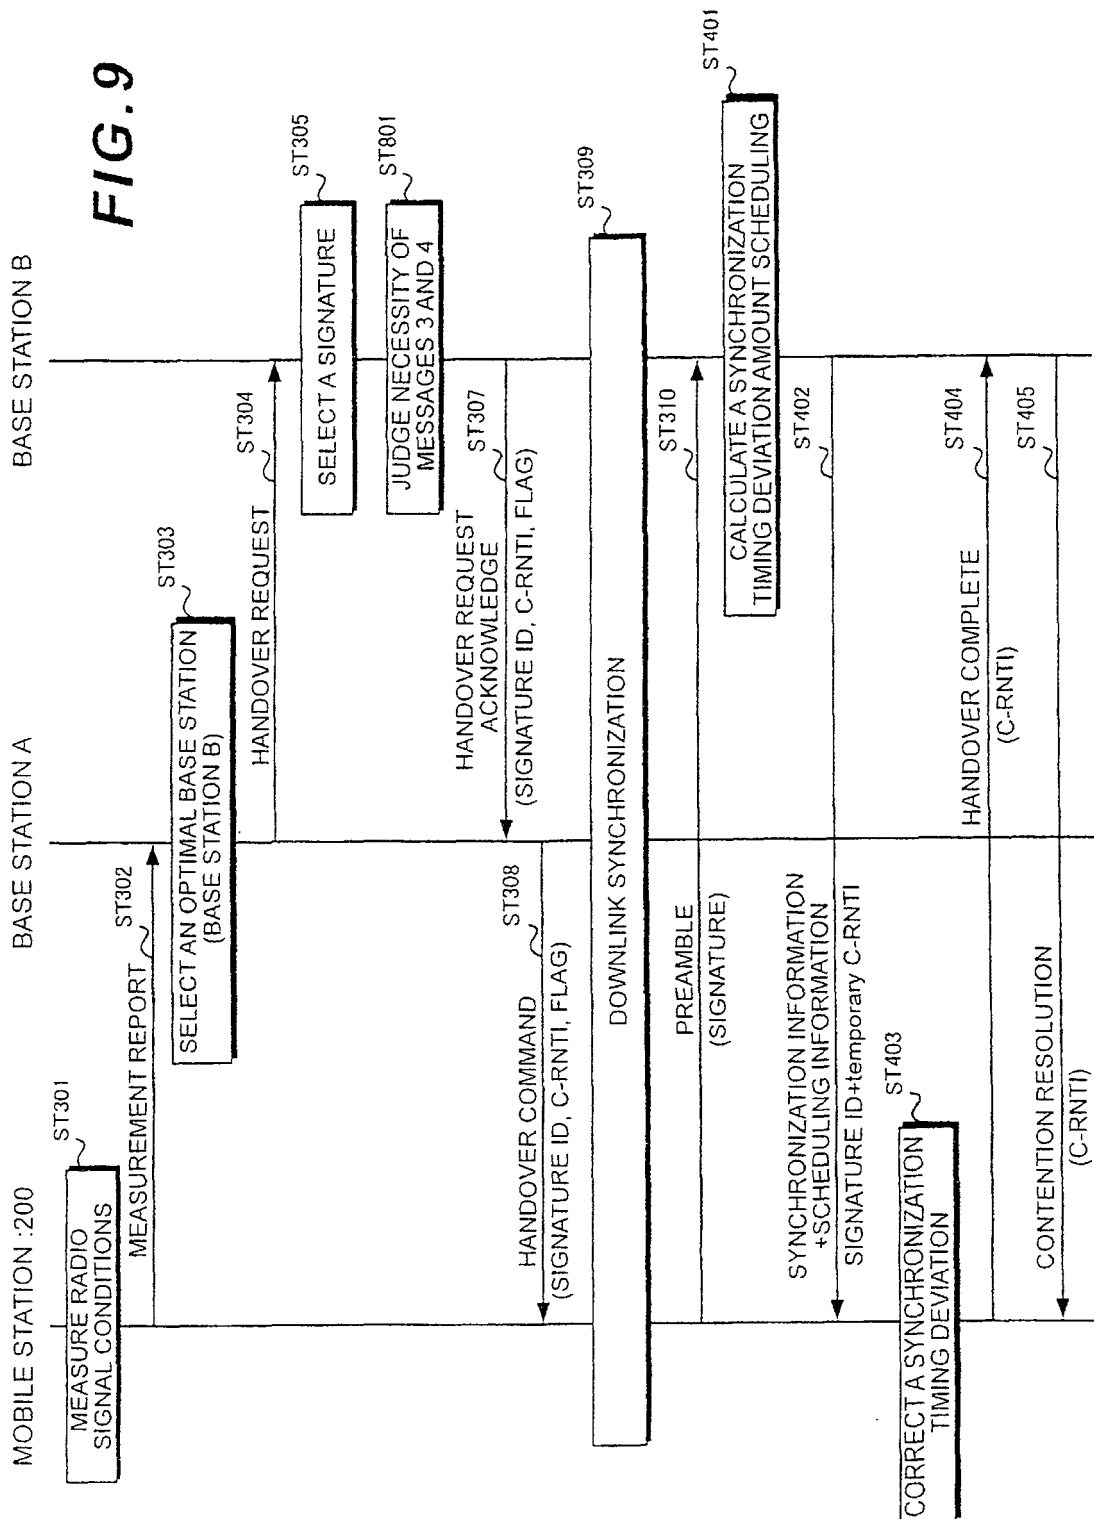 FIG. 9
MOBILE STATION :200
BASE STATION A
BASE STATION B
ST301
MEASURE RADIO
SIGNAL CONDITIONS
ST302
MEASUREMENT REPORT
ST303
SELECT AN OPTIMAL BASE STATION
(BASE STATION B)
ST304
HANDOVER REQUEST
ST305
SELECT A SIGNATURE
ST801
JUDGE NECESSITY OF
MESSAGES 3 AND 4
ST307
HANDOVER REQUEST
ACKNOWLEDGE
(SIGNATURE ID, C-RNTI, FLAG)
ST308
HANDOVER COMMAND
(SIGNATURE ID, C-RNTI, FLAG)
ST309
DOWNLINK SYNCHRONIZATION
ST310
PREAMBLE
(SIGNATURE)
ST401
CALCULATE A SYNCHRONIZATION
TIMING DEVIATION AMOUNT SCHEDULING
ST402
SYNCHRONIZATION INFORMATION
+SCHEDULING INFORMATION
SIGNATURE ID+temporary C-RNTI
ST403
CORRECT A SYNCHRONIZATION
TIMING DEVIATION
ST404
HANDOVER COMPLETE
(C-RNTI)
ST405
CONTENTION RESOLUTION
(C-RNTI)